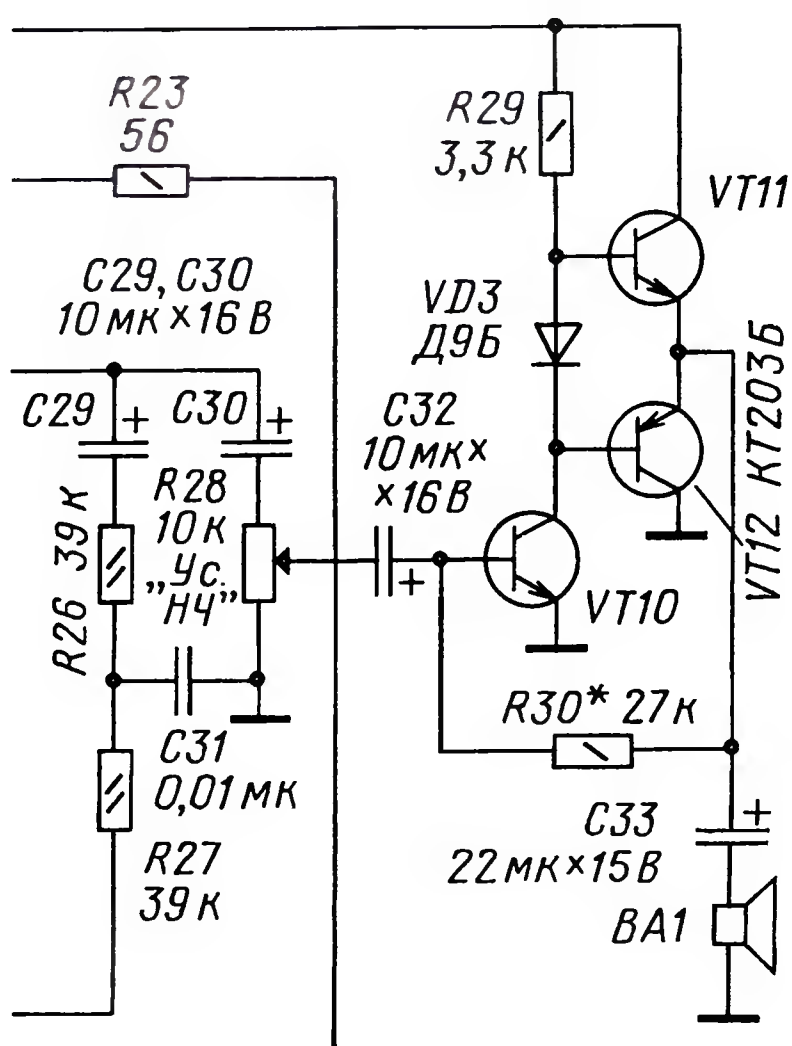 R23
56
R29
3,3 к
VT11
C29, C30
10 мк × 16 В
VD3
Д9Б
C29 +
C30 +
C32
10 мк ×
× 16 В
+
R26 39 к
R28
10 к
„Ус.
НЧ”
VT12 КТ203Б
VT10
R30* 27 к
C31
0,01 мк
R27
39 к
C33 +
22 мк × 15 В
BA1